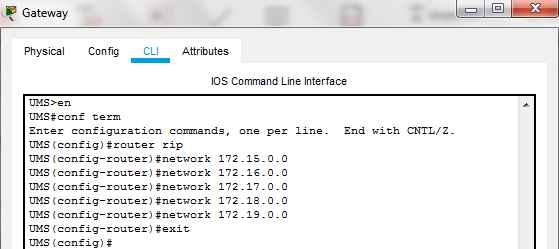 Gateway
Physical Config CLI Attributes
IOS Command Line Interface
UMS>en
UMS#conf term
Enter configuration commands, one per line.  End with CNTL/Z.
UMS(config)#router rip
UMS(config-router)#network 172.15.0.0
UMS(config-router)#network 172.16.0.0
UMS(config-router)#network 172.17.0.0
UMS(config-router)#network 172.18.0.0
UMS(config-router)#network 172.19.0.0
UMS(config-router)#exit
UMS(config)#